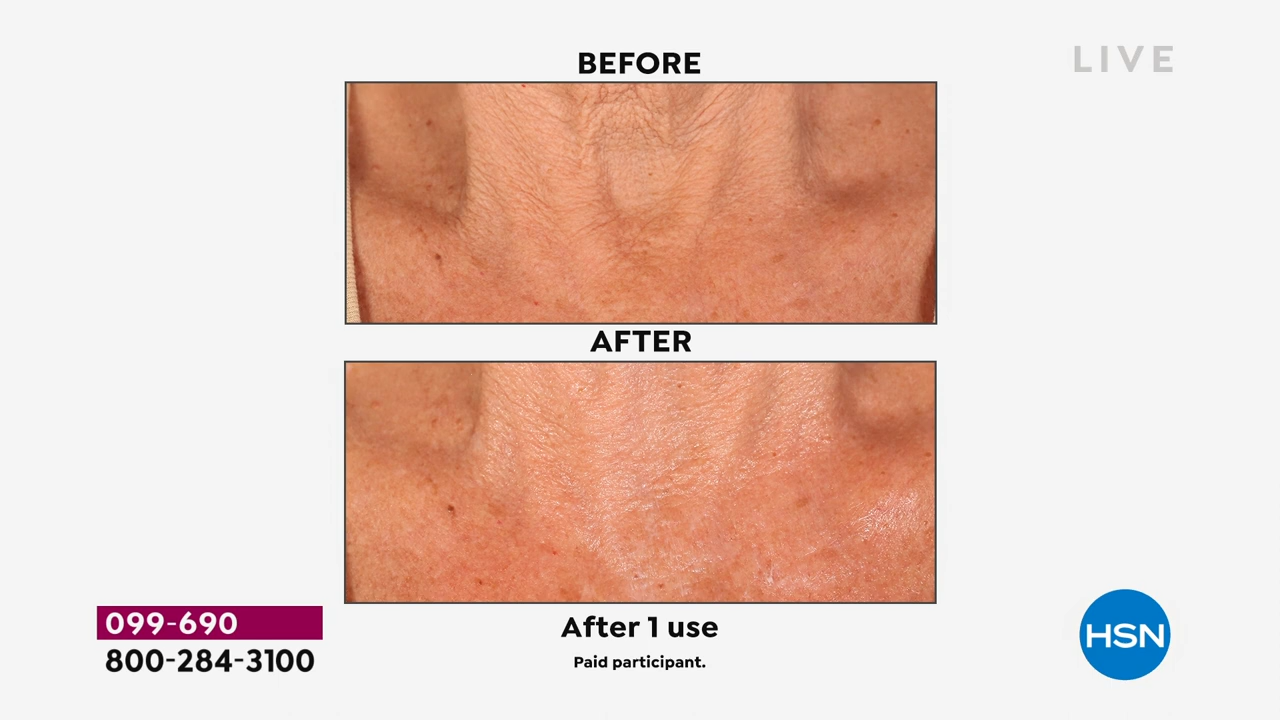 BEFORE
LIVE
AFTER
After 1 use
Paid participant.
099-690
800-284-3100
HSN